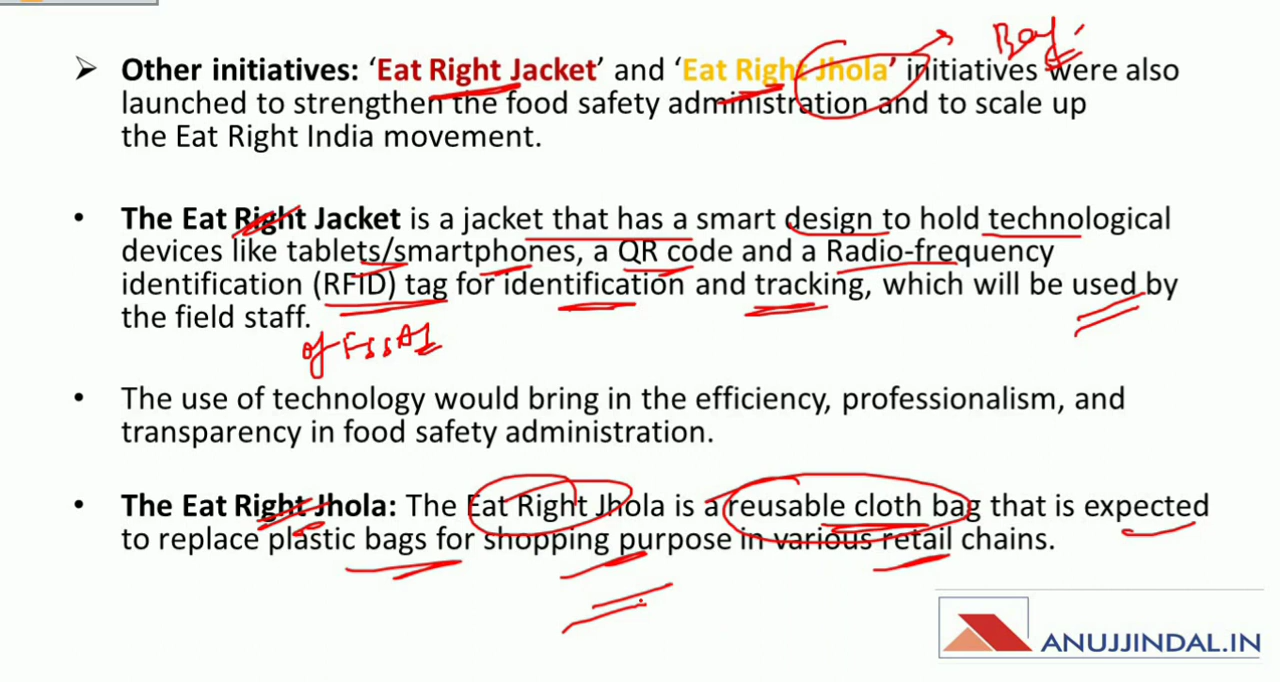 ➤ Other initiatives: ‘Eat Right Jacket’ and ‘Eat Right Jhola’ initiatives were also
Bag
launched to strengthen the food safety administration and to scale up
the Eat Right India movement.
• The Eat Right Jacket is a jacket that has a smart design to hold technological
devices like tablets/smartphones, a QR code and a Radio-frequency
identification (RFID) tag for identification and tracking, which will be used by
the field staff.
of FSSAI
• The use of technology would bring in the efficiency, professionalism, and
transparency in food safety administration.
• The Eat Right Jhola: The Eat Right Jhola is a reusable cloth bag that is expected
to replace plastic bags for shopping purpose in various retail chains.
ANUJJINDAL.IN